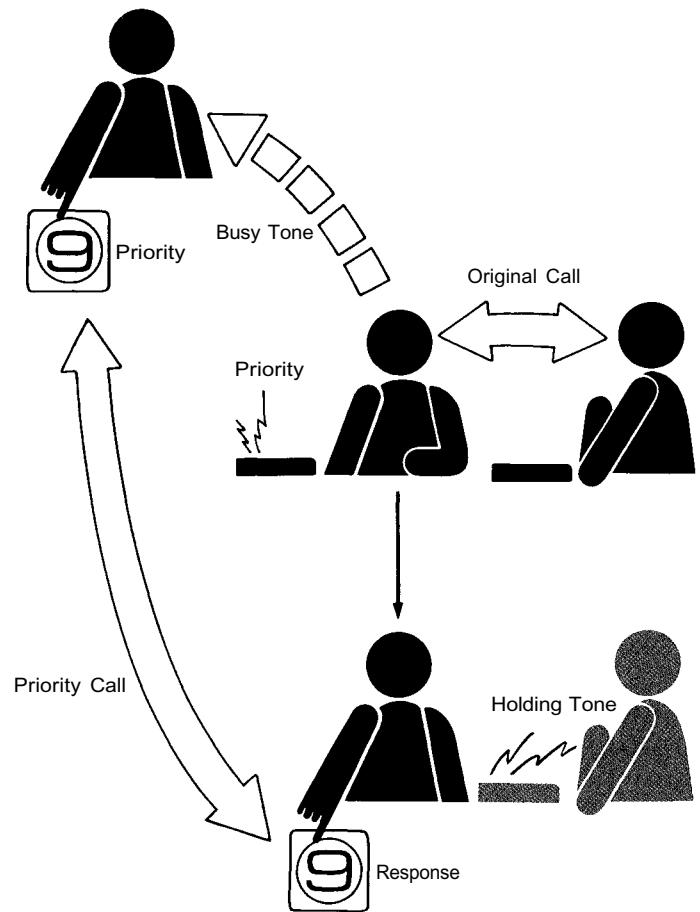 Busy Tone
9
Priority
Original Call
Priority
Priority Call
Holding Tone
9
Response